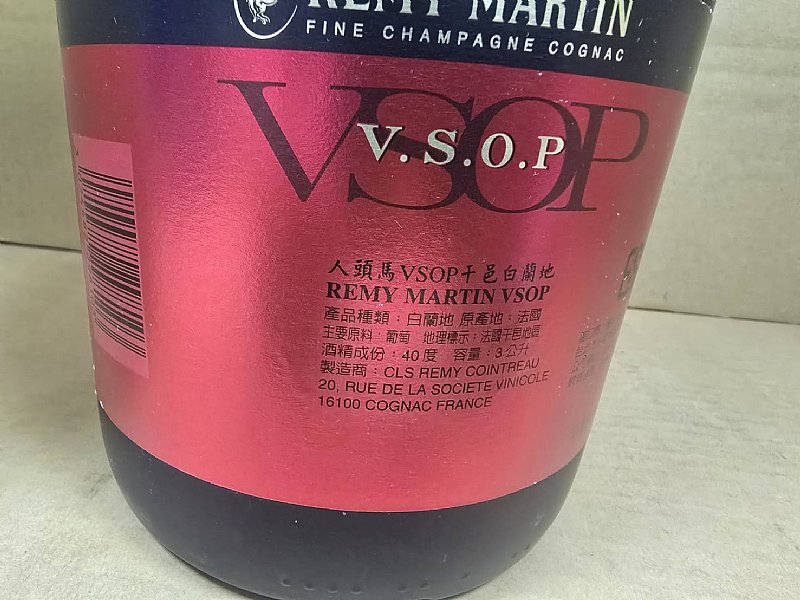 REMY MARTIN
FINE CHAMPAGNE COGNAC
VSOP
V.S.O.P
人頭馬VSOP干邑白蘭地
REMY MARTIN VSOP
產品種類：白蘭地 原產地：法國
主要原料：葡萄 地理標示：法國干邑地區
酒精成份：40度 容量：3公升
製造商：CLS REMY COINTREAU
20, RUE DE LA SOCIETE VINICOLE
16100 COGNAC FRANCE